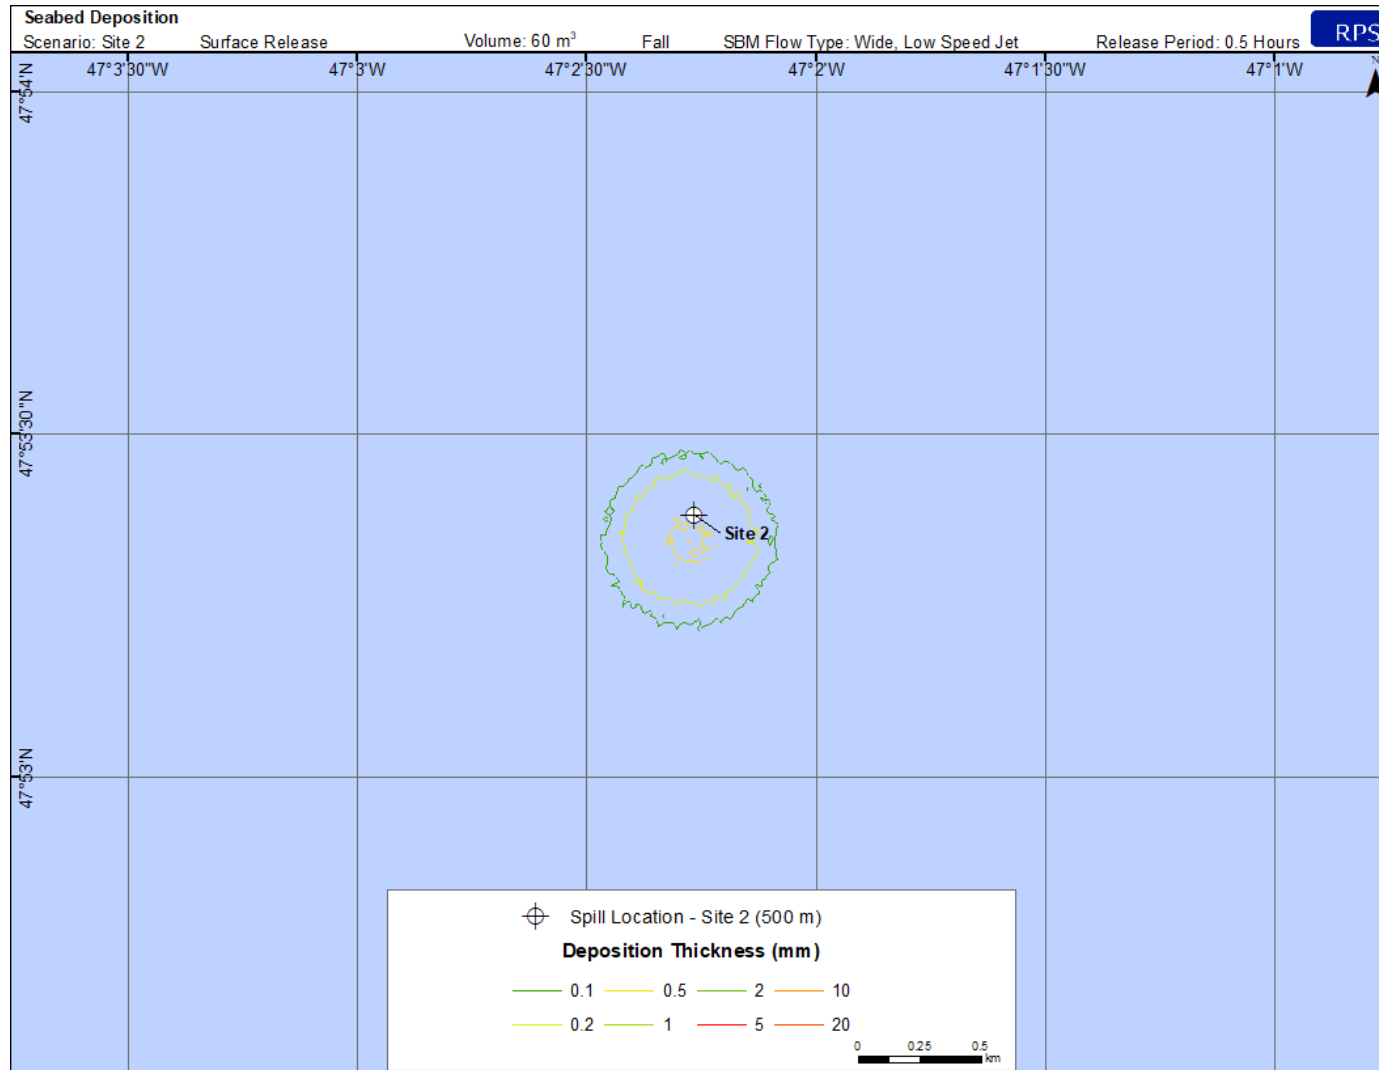 Seabed Deposition
Scenario: Site 2 Surface Release Volume: 60 m³ Fall SBM Flow Type: Wide, Low Speed Jet Release Period: 0.5 Hours RPS
47°3'30"W 47°3'W 47°2'30"W 47°2'W 47°1'30"W 47°1'W N
47°54'N
47°53'30"N
47°53'N
Site 2
Spill Location - Site 2 (500 m)
Deposition Thickness (mm)
0.1 0.5 2 10
0.2 1 5 20
0 0.25 0.5
km